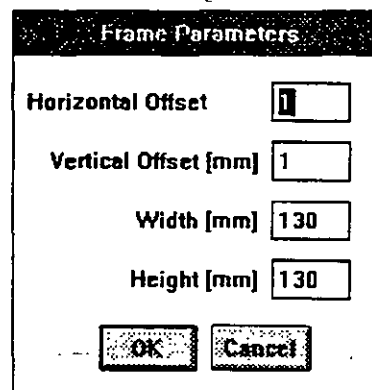 Frame Parameters
Horizontal Offset 1
Vertical Offset [mm] 1
Width [mm] 130
Height [mm] 130
OK Cancel